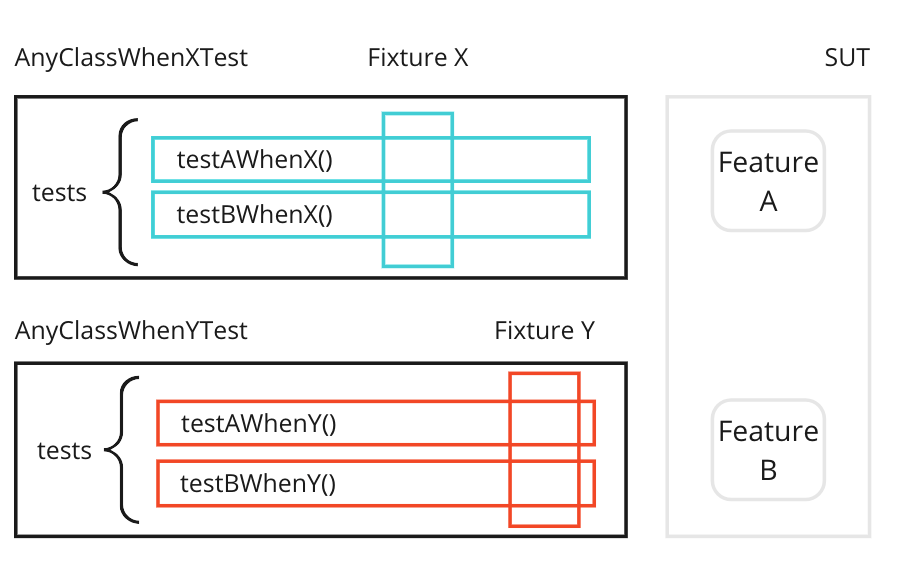 AnyClassWhenXTest
Fixture X
SUT
tests
testAWhenX()
testBWhenX()
Feature
A
AnyClassWhenYTest
Fixture Y
tests
testAWhenY()
testBWhenY()
Feature
B